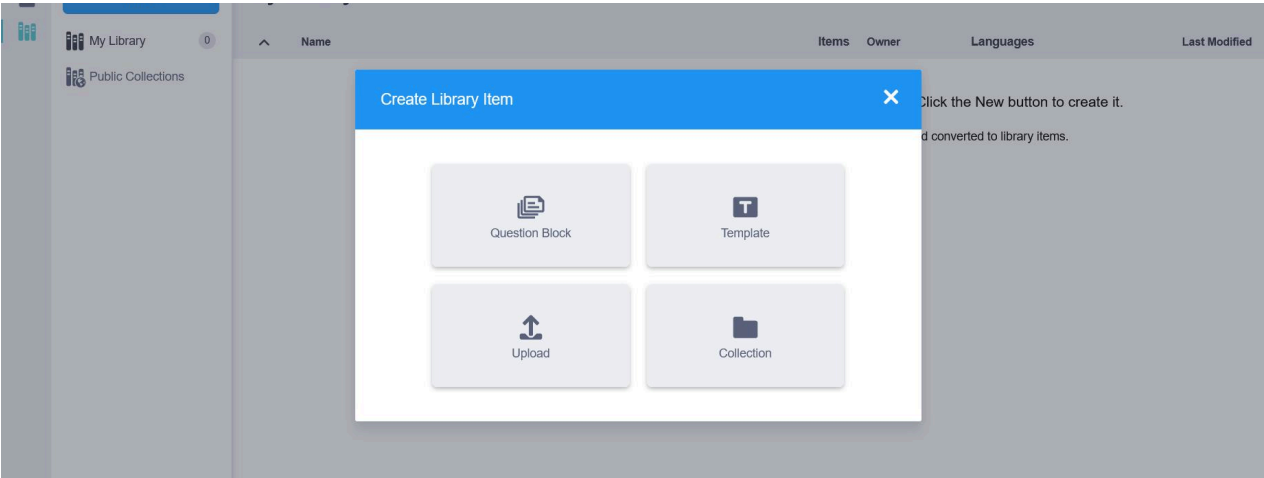 My Library 0
Public Collections
Name Items Owner Languages Last Modified
Create Library Item
Click the New button to create it.
d converted to library items.
Question Block
Template
Upload
Collection